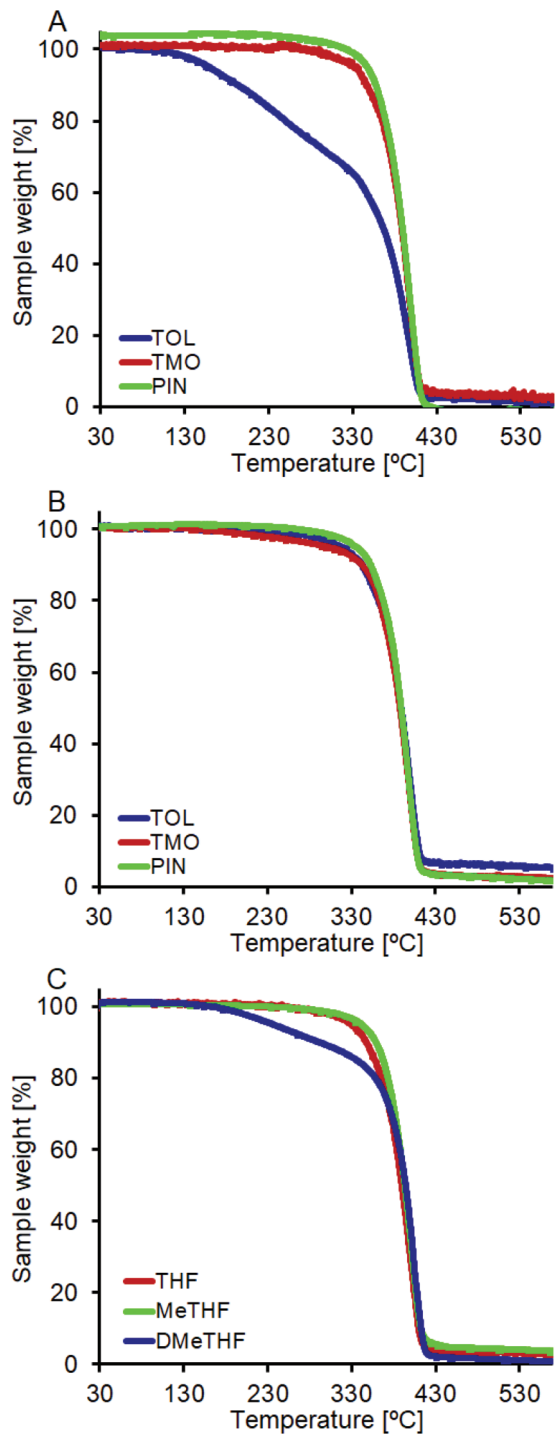 A
Sample weight [%]
100
80
60
40
20
0
TOL
TMO
PIN
30 130 230 330 430 530
Temperature [ºC]
B
Sample weight [%]
100
80
60
40
20
0
TOL
TMO
PIN
30 130 230 330 430 530
Temperature [ºC]
C
Sample weight [%]
100
80
60
40
20
0
THF
MeTHF
DMeTHF
30 130 230 330 430 530
Temperature [ºC]